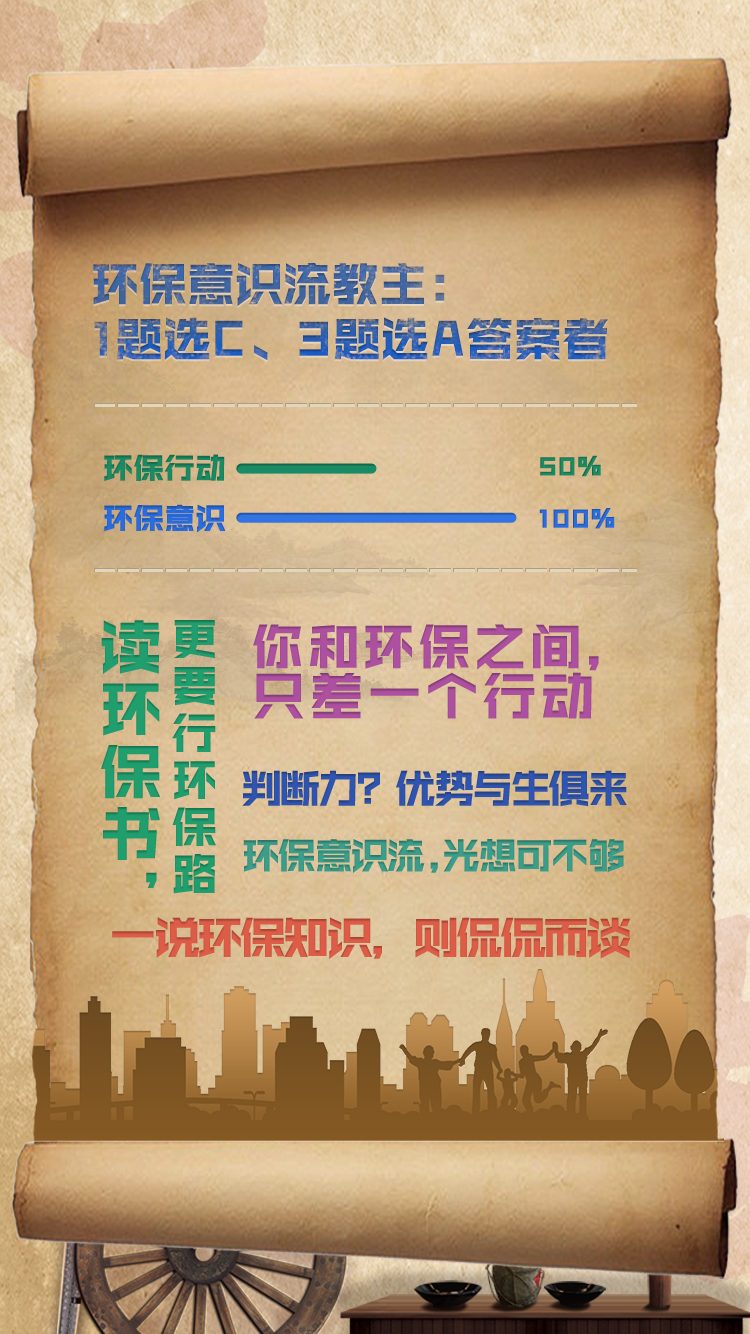 环保意识流教主：
1题选C、3题选A答案者
环保行动 50%
环保意识 100%
读环保书，
更要行环保路
你和环保之间，
只差一个行动
判断力？优势与生俱来
环保意识流，光想可不够
一说环保知识，则侃侃而谈